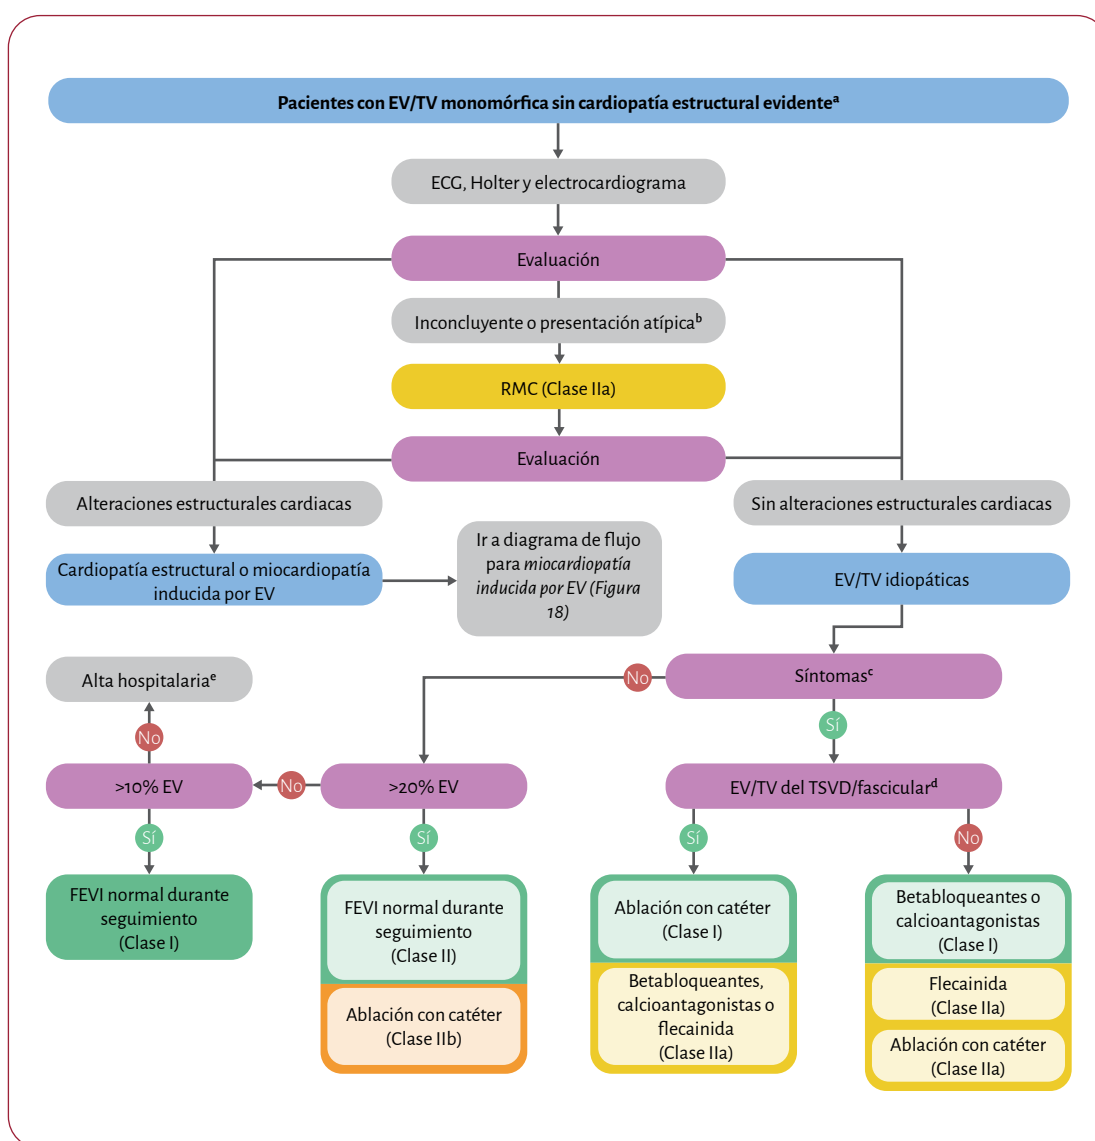 Pacientes con EV/TV monomórfica sin cardiopatía estructural evidenteª
ECG, Holter y electrocardiograma
Evaluación
Inconcluyente o presentación atípicaᵇ
RMC (Clase IIa)
Evaluación
Alteraciones estructurales cardiacas
Sin alteraciones estructurales cardiacas
Cardiopatía estructural o miocardiopatía
inducida por EV
Ir a diagrama de flujo
para miocardiopatía
inducida por EV (Figura
18)
EV/TV idiopáticas
Síntomasᶜ
No
Sí
Alta hospitalariaᵉ
No
>10% EV
No
>20% EV
EV/TV del TSVD/fascicularᵈ
Sí
Sí
Sí
No
FEVI normal durante
seguimiento
(Clase I)
FEVI normal durante
seguimiento
(Clase II)
Ablación con catéter
(Clase IIb)
Ablación con catéter
(Clase I)
Betabloqueantes,
calcioantagonistas o
flecainida
(Clase IIa)
Betabloqueantes o
calcioantagonistas
(Clase I)
Flecainida
(Clase IIa)
Ablación con catéter
(Clase IIa)